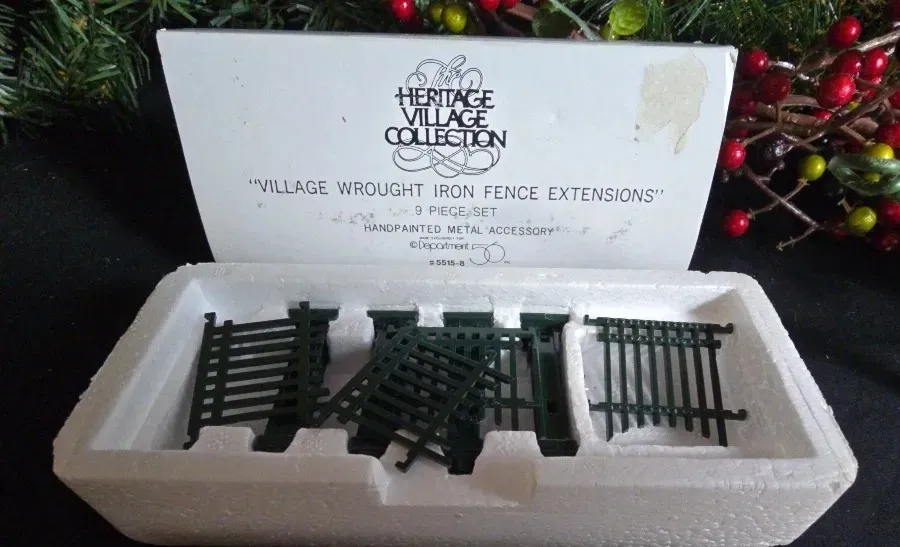 The
HERITAGE
VILLAGE
COLLECTION
"VILLAGE WROUGHT IRON FENCE EXTENSIONS"
9 PIECE SET
HANDPAINTED METAL ACCESSORY
©Department 56
#5515-8